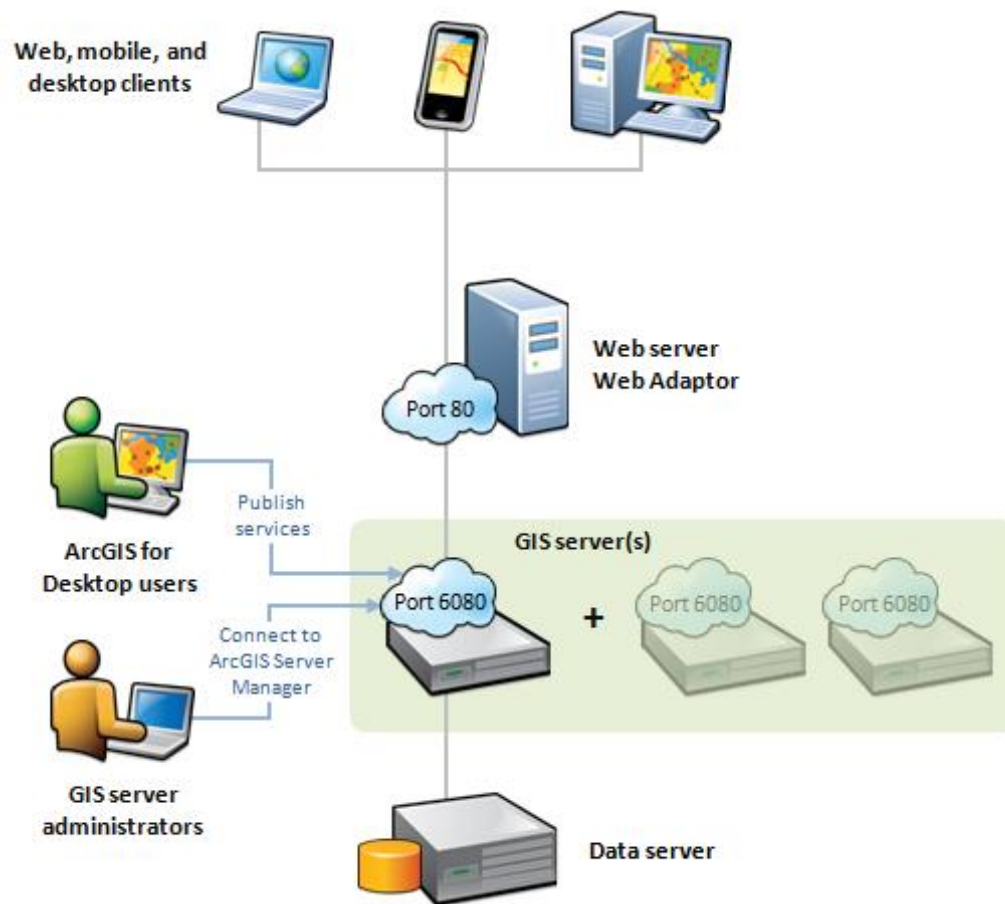 Web, mobile, and
desktop clients
Web server
Web Adaptor
Port 80
Publish
services
ArcGIS for
Desktop users
GIS server(s)
Port 6080
+
Port 6080
Port 6080
Connect to
ArcGIS Server
Manager
GIS server
administrators
Data server